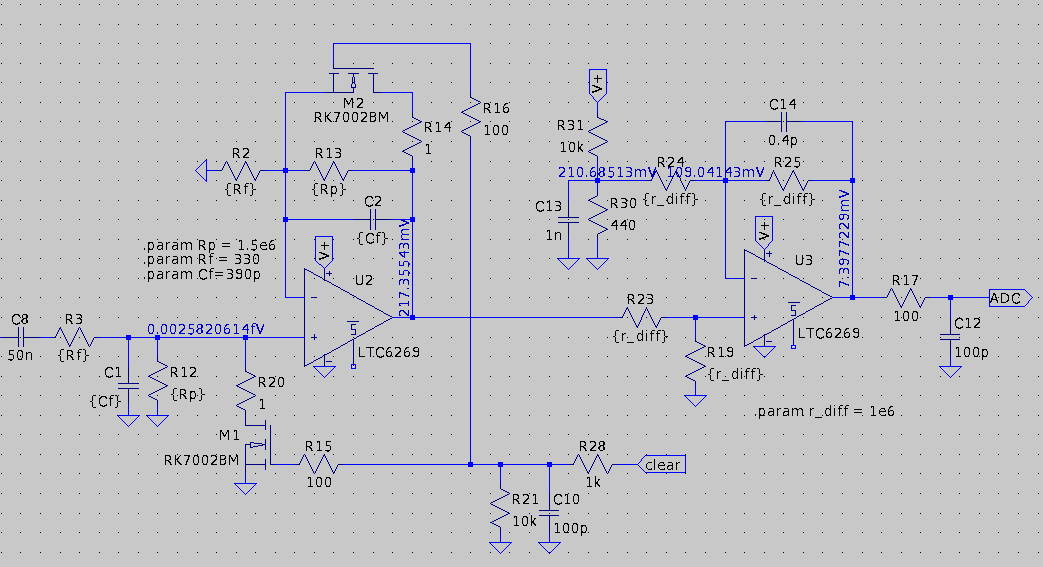 M2
RK7002BM
R16
100
R14
1
R2
{Rf}
R13
{Rp}
C2
{Cf}
.param Rp = 1.5e6
.param Rf = 330
.param Cf=390p
V+
U2
LTC6269
217.35543mV
C8
50n
R3
{Rf}
0.0025820614fV
C1
{Cf}
R12
{Rp}
R20
1
M1
RK7002BM
R15
100
R21
10k
C10
100p
R28
1k
clear
V+
R31
10k
210.68513mV
109.04143mV
R24
{r_diff}
C13
1n
R30
440
C14
0.4p
R25
{r_diff}
V+
U3
LTC6269
7.3977229mV
R23
{r_diff}
R19
{r_diff}
.param r_diff = 1e6
R17
100
ADC
C12
100p